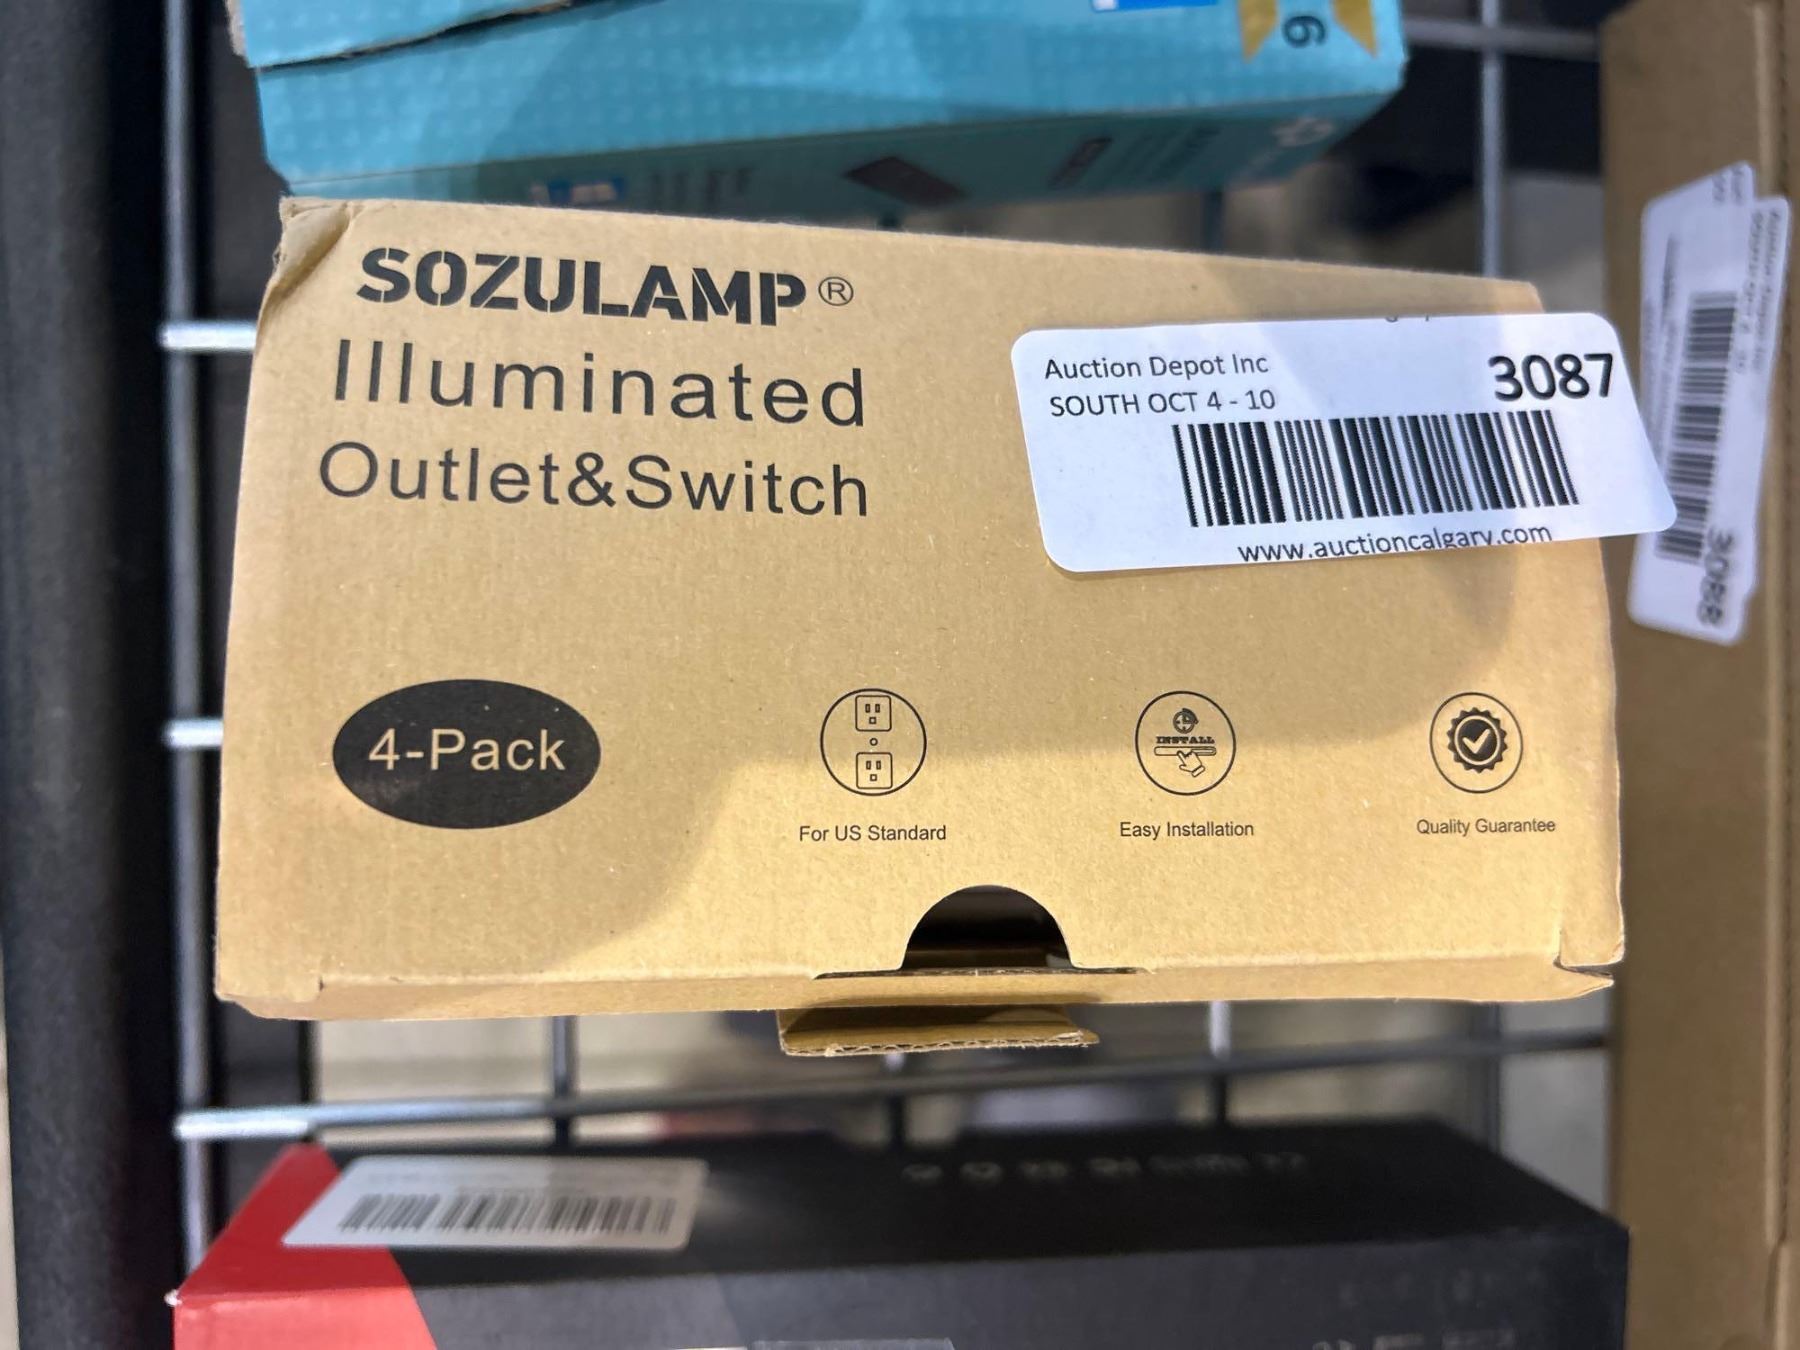 SOZULAMP®
Illuminated
Outlet&Switch
Auction Depot Inc
3087
SOUTH OCT 4 - 10
www.auctioncalgary.com
4-Pack
INSTALL
For US Standard
Easy Installation
Quality Guarantee
3088